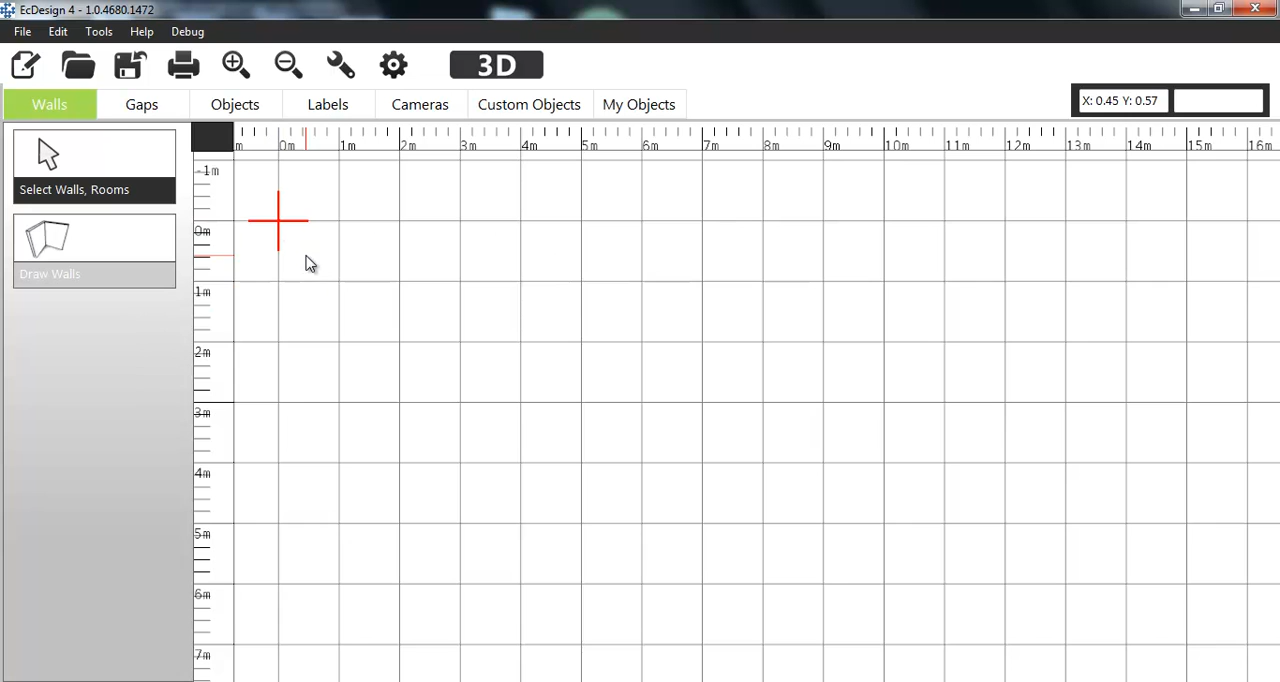 EcDesign 4 - 1.0.4680.1472
File Edit Tools Help Debug
3D
Walls Gaps Objects Labels Cameras Custom Objects My Objects
X: 0.45 Y: 0.57
Select Walls, Rooms
Draw Walls
m 0m 1m 2m 3m 4m 5m 6m 7m 8m 9m 10m 11m 12m 13m 14m 15m 16m
-1m
0m
1m
2m
3m
4m
5m
6m
7m